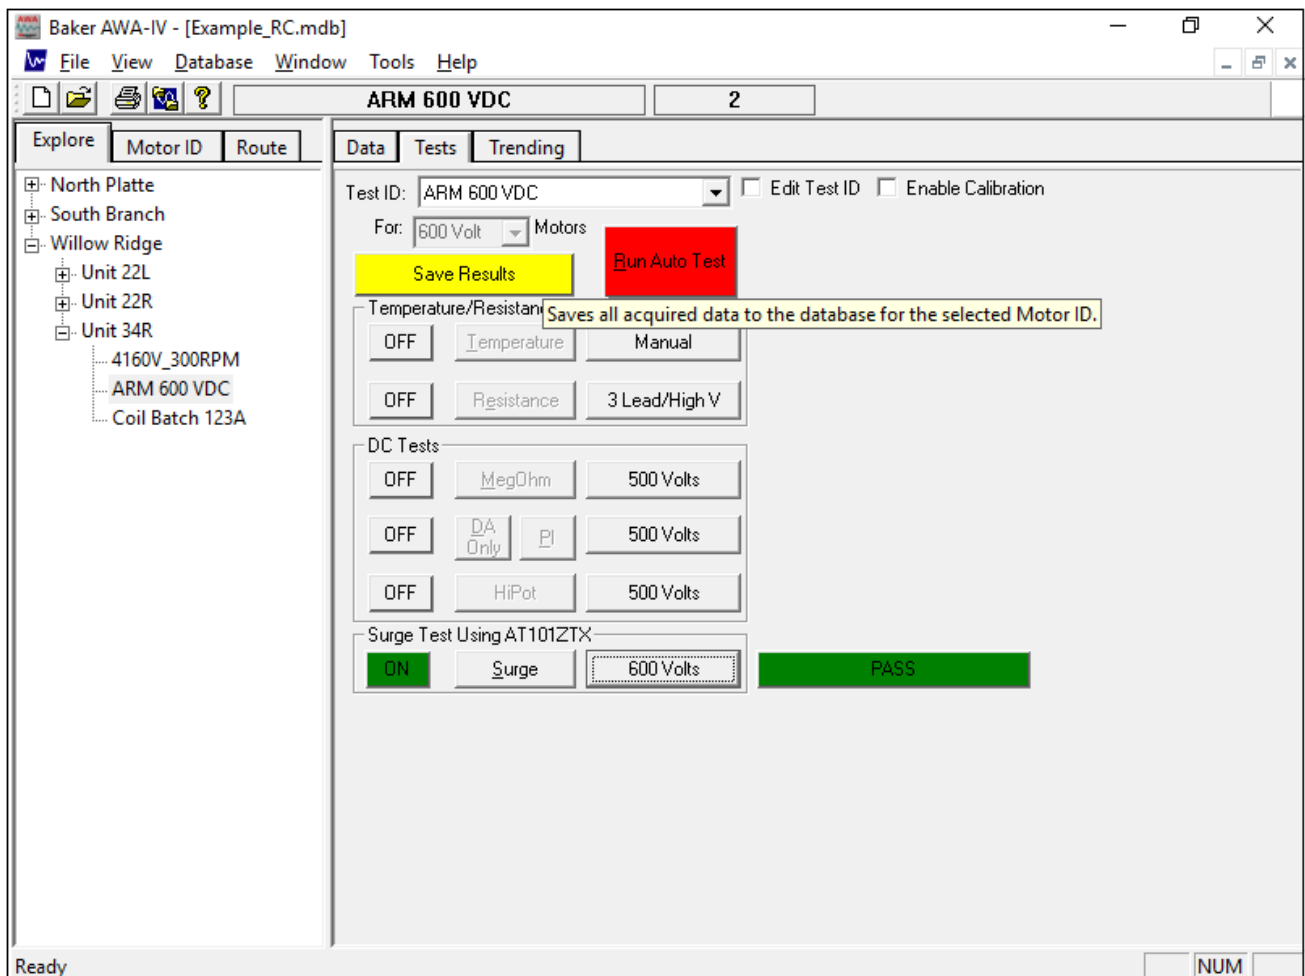 Baker AWA-IV - [Example_RC.mdb]
File View Database Window Tools Help
ARM 600 VDC 2
Explore Motor ID Route
Data Tests Trending
North Platte
South Branch
Willow Ridge
Unit 22L
Unit 22R
Unit 34R
4160V_300RPM
ARM 600 VDC
Coil Batch 123A
Test ID: ARM 600 VDC Edit Test ID Enable Calibration
For: 600 Volt Motors
Save Results Run Auto Test
Saves all acquired data to the database for the selected Motor ID.
OFF Temperature Manual
OFF Resistance 3 Lead/High V
DC Tests
OFF MegOhm 500 Volts
OFF DA Only PI 500 Volts
OFF HiPot 500 Volts
Surge Test Using AT101ZTX
ON Surge 600 Volts PASS
Ready NUM